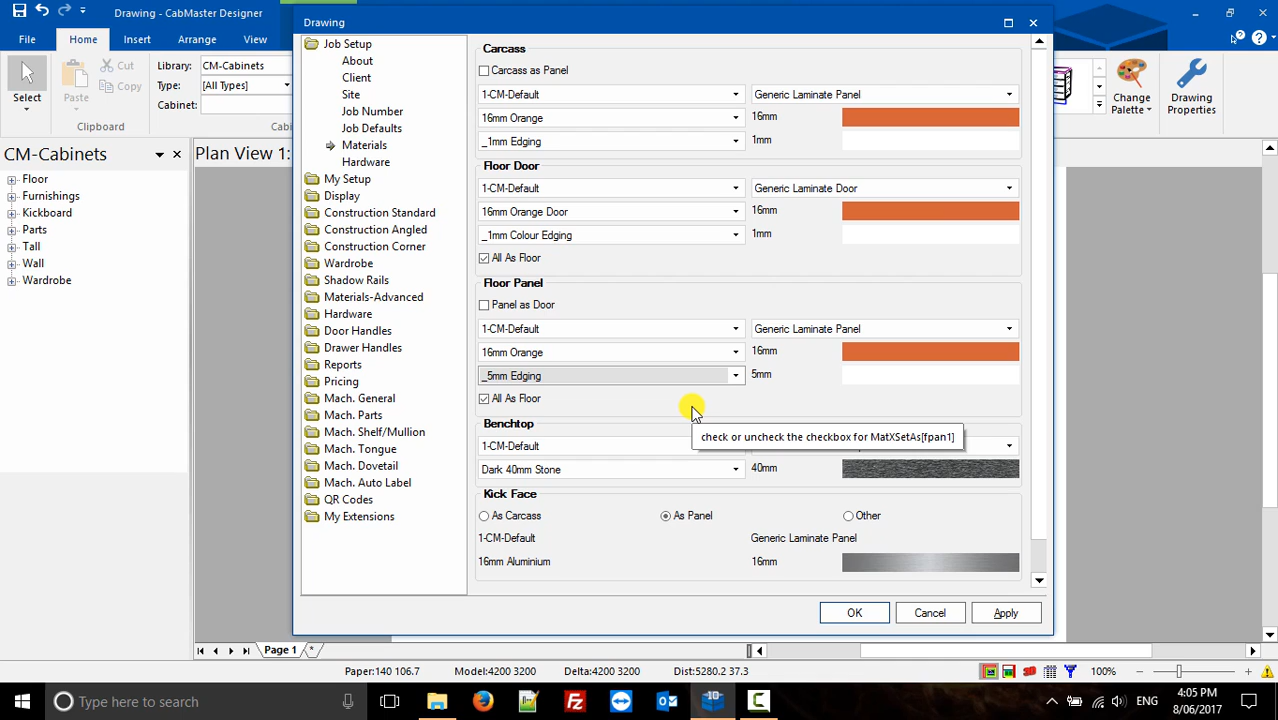 Drawing - CabMaster Designer
File
Home
Insert
Arrange
View
Select
Paste
Cut
Copy
Clipboard
Library:
CM-Cabinets
Type:
[All Types]
Cabinet:
Change
Palette
Drawing
Properties
CM-Cabinets
Floor
Furnishings
Kickboard
Parts
Tall
Wall
Wardrobe
Plan View 1:
Drawing
Job Setup
About
Client
Site
Job Number
Job Defaults
Materials
Hardware
My Setup
Display
Construction Standard
Construction Angled
Construction Corner
Wardrobe
Shadow Rails
Materials-Advanced
Hardware
Door Handles
Drawer Handles
Reports
Pricing
Mach. General
Mach. Parts
Mach. Shelf/Mullion
Mach. Tongue
Mach. Dovetail
Mach. Auto Label
QR Codes
My Extensions
Carcass
Carcass as Panel
1-CM-Default
Generic Laminate Panel
16mm Orange
16mm
_1mm Edging
1mm
Floor Door
1-CM-Default
Generic Laminate Door
16mm Orange Door
16mm
_1mm Colour Edging
1mm
All As Floor
Floor Panel
Panel as Door
1-CM-Default
Generic Laminate Panel
16mm Orange
16mm
_5mm Edging
5mm
All As Floor
check or uncheck the checkbox for MatXSetAs[fpan1]
Benchtop
1-CM-Default
Dark 40mm Stone
40mm
Kick Face
As Carcass
As Panel
Other
1-CM-Default
Generic Laminate Panel
16mm Aluminium
16mm
OK
Cancel
Apply
Page 1
*
Paper:140 106.7
Model:4200 3200
Delta:4200 3200
Dist:5280.2 37.3
100%
Type here to search
ENG
4:05 PM
8/06/2017